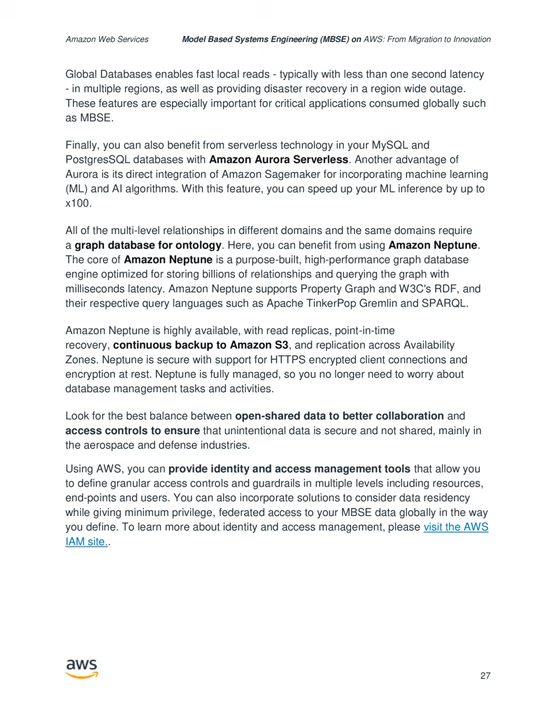 Amazon Web Services Model Based Systems Engineering (MBSE) on AWS: From Migration to Innovation
Global Databases enables fast local reads - typically with less than one second latency
- in multiple regions, as well as providing disaster recovery in a region wide outage.
These features are especially important for critical applications consumed globally such
as MBSE.
Finally, you can also benefit from serverless technology in your MySQL and
PostgresSQL databases with Amazon Aurora Serverless. Another advantage of
Aurora is its direct integration of Amazon Sagemaker for incorporating machine learning
(ML) and AI algorithms. With this feature, you can speed up your ML inference by up to
x100.
All of the multi-level relationships in different domains and the same domains require
a graph database for ontology. Here, you can benefit from using Amazon Neptune.
The core of Amazon Neptune is a purpose-built, high-performance graph database
engine optimized for storing billions of relationships and querying the graph with
milliseconds latency. Amazon Neptune supports Property Graph and W3C's RDF, and
their respective query languages such as Apache TinkerPop Gremlin and SPARQL.
Amazon Neptune is highly available, with read replicas, point-in-time
recovery, continuous backup to Amazon S3, and replication across Availability
Zones. Neptune is secure with support for HTTPS encrypted client connections and
encryption at rest. Neptune is fully managed, so you no longer need to worry about
database management tasks and activities.
Look for the best balance between open-shared data to better collaboration and
access controls to ensure that unintentional data is secure and not shared, mainly in
the aerospace and defense industries.
Using AWS, you can provide identity and access management tools that allow you
to define granular access controls and guardrails in multiple levels including resources,
end-points and users. You can also incorporate solutions to consider data residency
while giving minimum privilege, federated access to your MBSE data globally in the way
you define. To learn more about identity and access management, please visit the AWS
IAM site..
aws
27